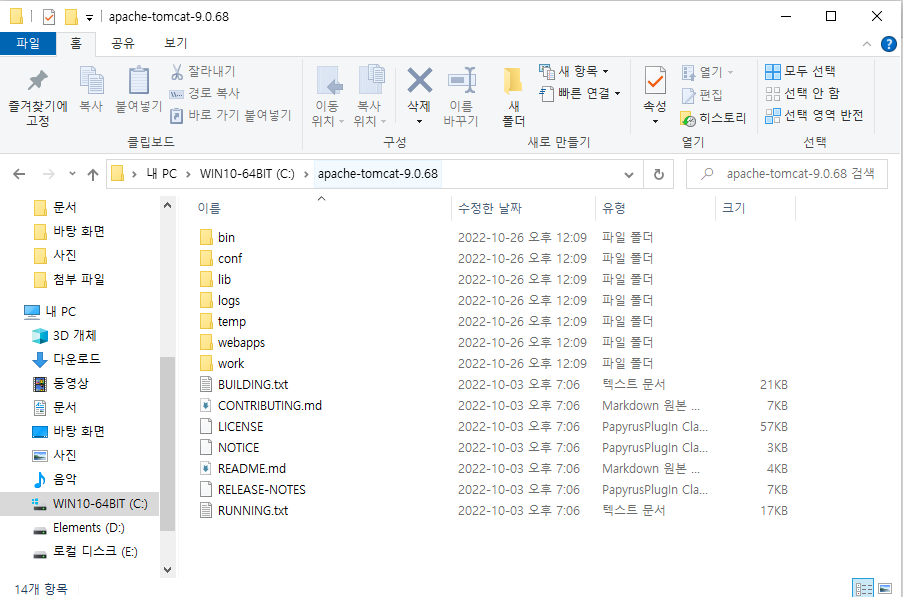 apache-tomcat-9.0.68
파일 홈 공유 보기
즐겨찾기에 고정
복사
붙여넣기
잘라내기
경로 복사
바로 가기 붙여넣기
클립보드
이동 위치
복사 위치
삭제
이름 바꾸기
구성
새 폴더
새 항목
빠른 연결
새로 만들기
속성
열기
편집
히스토리
열기
모두 선택
선택 안 함
선택 영역 반전
선택
내 PC > WIN10-64BIT (C:) > apache-tomcat-9.0.68
apache-tomcat-9.0.68 검색
문서
바탕 화면
사진
첨부 파일
내 PC
3D 개체
다운로드
동영상
문서
바탕 화면
사진
음악
WIN10-64BIT (C:)
Elements (D:)
로컬 디스크 (E:)
이름 수정한 날짜 유형 크기
bin 2022-10-26 오후 12:09 파일 폴더
conf 2022-10-26 오후 12:09 파일 폴더
lib 2022-10-26 오후 12:09 파일 폴더
logs 2022-10-26 오후 12:09 파일 폴더
temp 2022-10-26 오후 12:09 파일 폴더
webapps 2022-10-26 오후 12:09 파일 폴더
work 2022-10-26 오후 12:09 파일 폴더
BUILDING.txt 2022-10-03 오후 7:06 텍스트 문서 21KB
CONTRIBUTING.md 2022-10-03 오후 7:06 Markdown 원본 ... 7KB
LICENSE 2022-10-03 오후 7:06 PapyrusPlugIn Cla... 57KB
NOTICE 2022-10-03 오후 7:06 PapyrusPlugIn Cla... 3KB
README.md 2022-10-03 오후 7:06 Markdown 원본 ... 4KB
RELEASE-NOTES 2022-10-03 오후 7:06 PapyrusPlugIn Cla... 7KB
RUNNING.txt 2022-10-03 오후 7:06 텍스트 문서 17KB
14개 항목